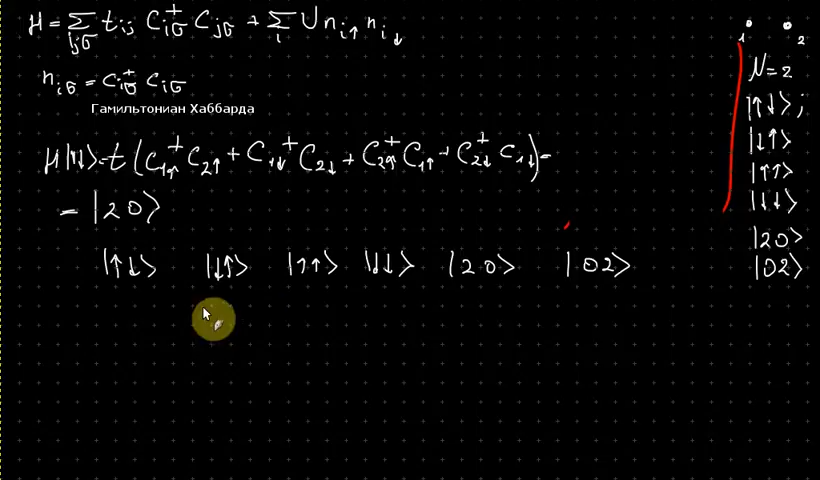 H = Σ_{ijσ} t_{ij} C⁺_{iσ} C_{jσ} + Σ_i U n_{i↑} n_{i↓}
n_{iσ} = C⁺_{iσ} C_{iσ}
Гамильтониан Хаббарда
H|↑↓⟩=t(C⁺_{1↑} C_{2↑} + C⁺_{1↓} C_{2↓} + C⁺_{2↑} C_{1↑} + C⁺_{2↓} C_{1↓})=
= |20⟩
|↑↓⟩ |↓↑⟩ |↑↑⟩ |↓↓⟩ |20⟩ |02⟩
1 2
N=2
|↑↓⟩;
|↓↑⟩
|↑↑⟩
|↓↓⟩
|20⟩
|02⟩